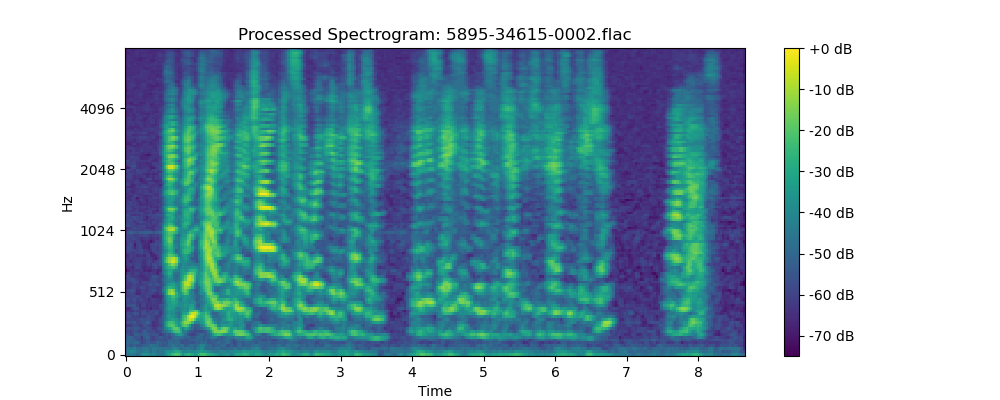 Processed Spectrogram: 5895-34615-0002.flac
+0 dB
-10 dB
-20 dB
-30 dB
-40 dB
-50 dB
-60 dB
-70 dB
Hz
4096
2048
1024
512
0
0 1 2 3 4 5 6 7 8
Time